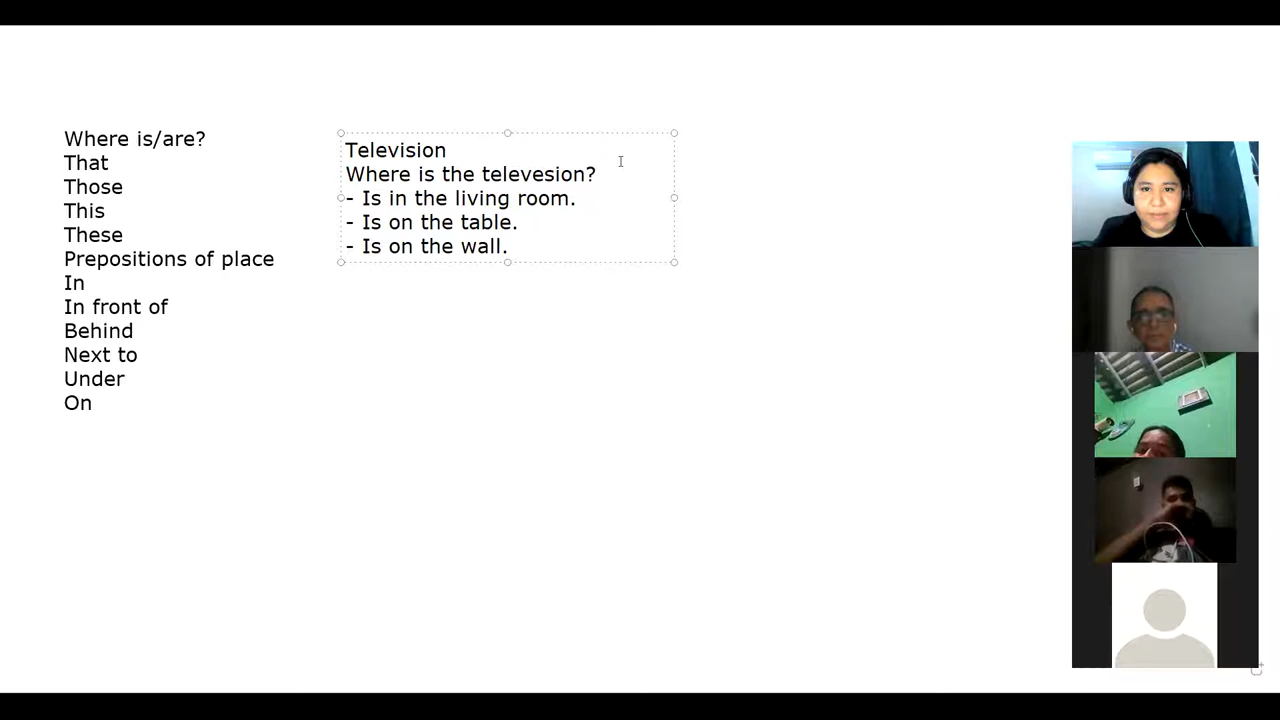 Where is/are?
That
Those
This
These
Prepositions of place
In
In front of
Behind
Next to
Under
On
Television
Where is the televesion?
- Is in the living room.
- Is on the table.
- Is on the wall.